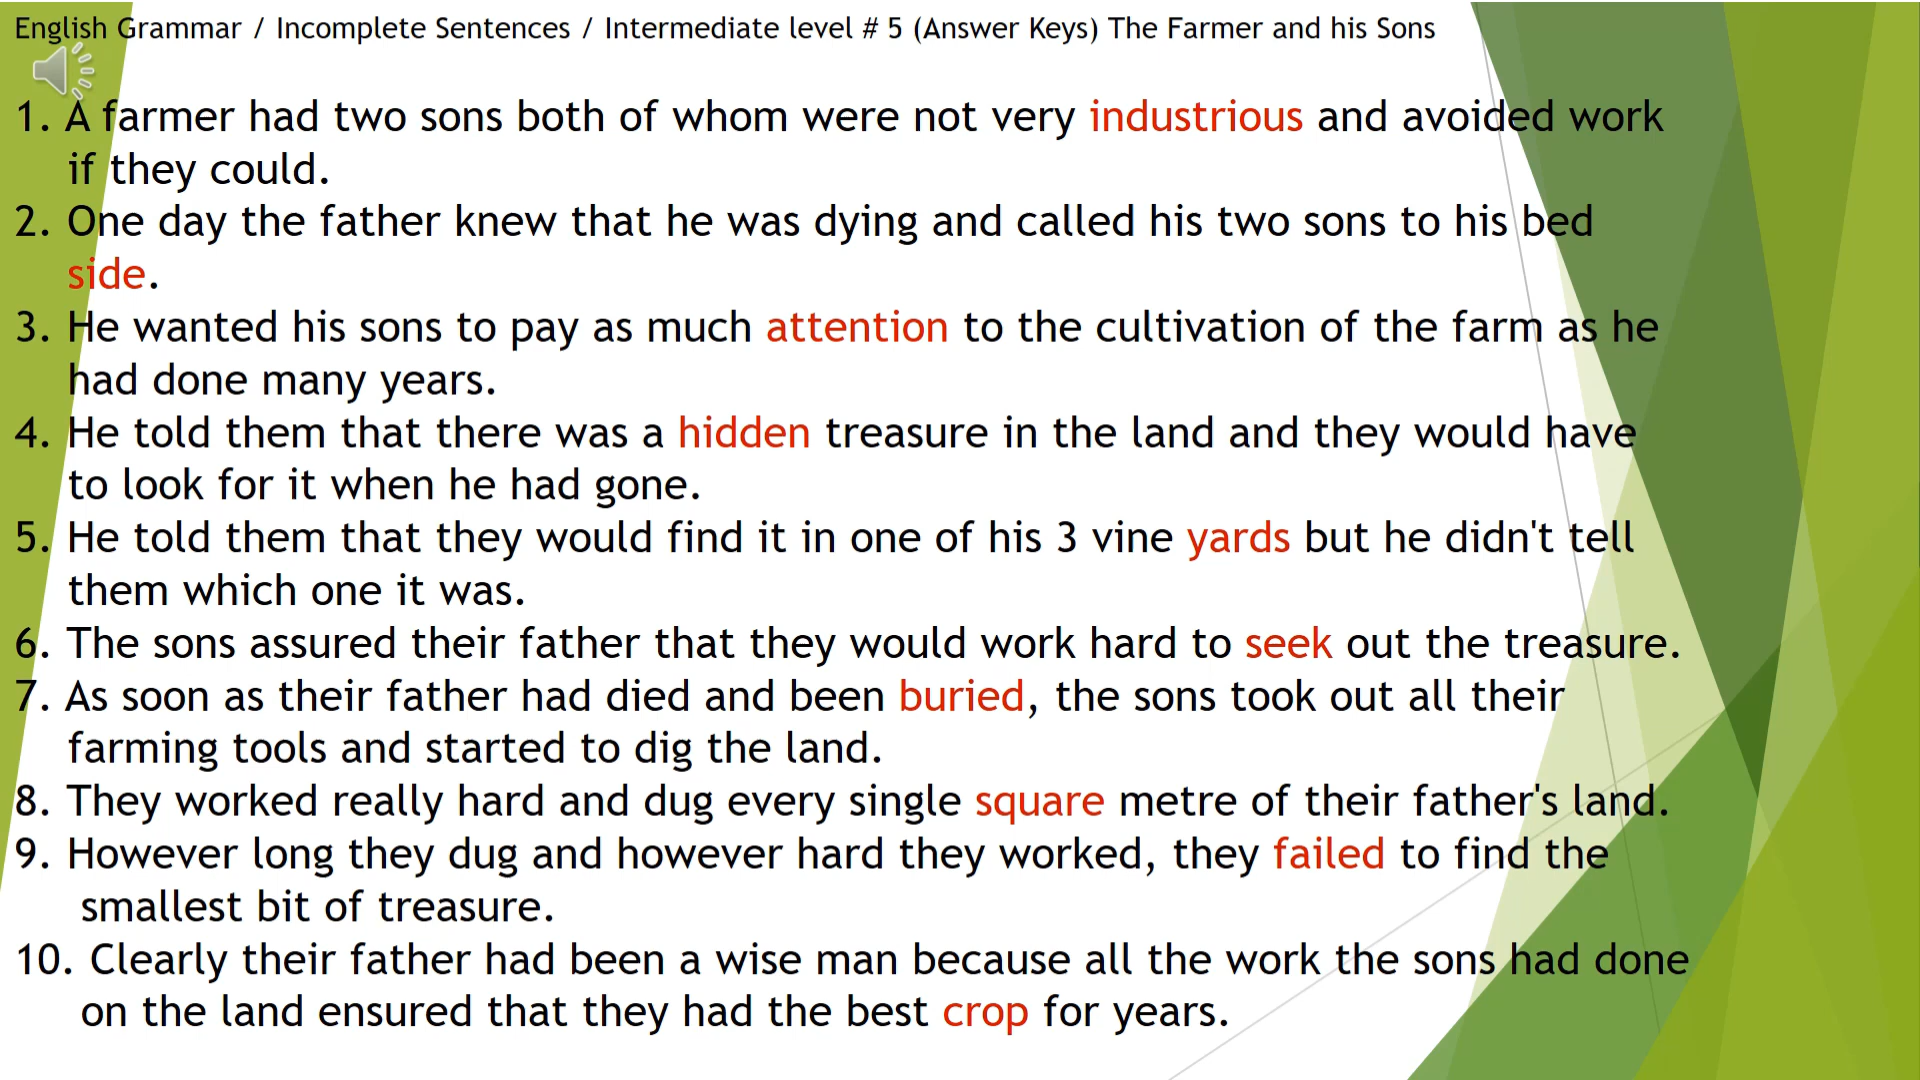 English Grammar / Incomplete Sentences / Intermediate level # 5 (Answer Keys) The Farmer and his Sons
1. A farmer had two sons both of whom were not very industrious and avoided work
if they could.
2. One day the father knew that he was dying and called his two sons to his bed
side.
3. He wanted his sons to pay as much attention to the cultivation of the farm as he
had done many years.
4. He told them that there was a hidden treasure in the land and they would have
to look for it when he had gone.
5. He told them that they would find it in one of his 3 vine yards but he didn't tell
them which one it was.
6. The sons assured their father that they would work hard to seek out the treasure.
7. As soon as their father had died and been buried, the sons took out all their
farming tools and started to dig the land.
8. They worked really hard and dug every single square metre of their father's land.
9. However long they dug and however hard they worked, they failed to find the
smallest bit of treasure.
10. Clearly their father had been a wise man because all the work the sons had done
on the land ensured that they had the best crop for years.